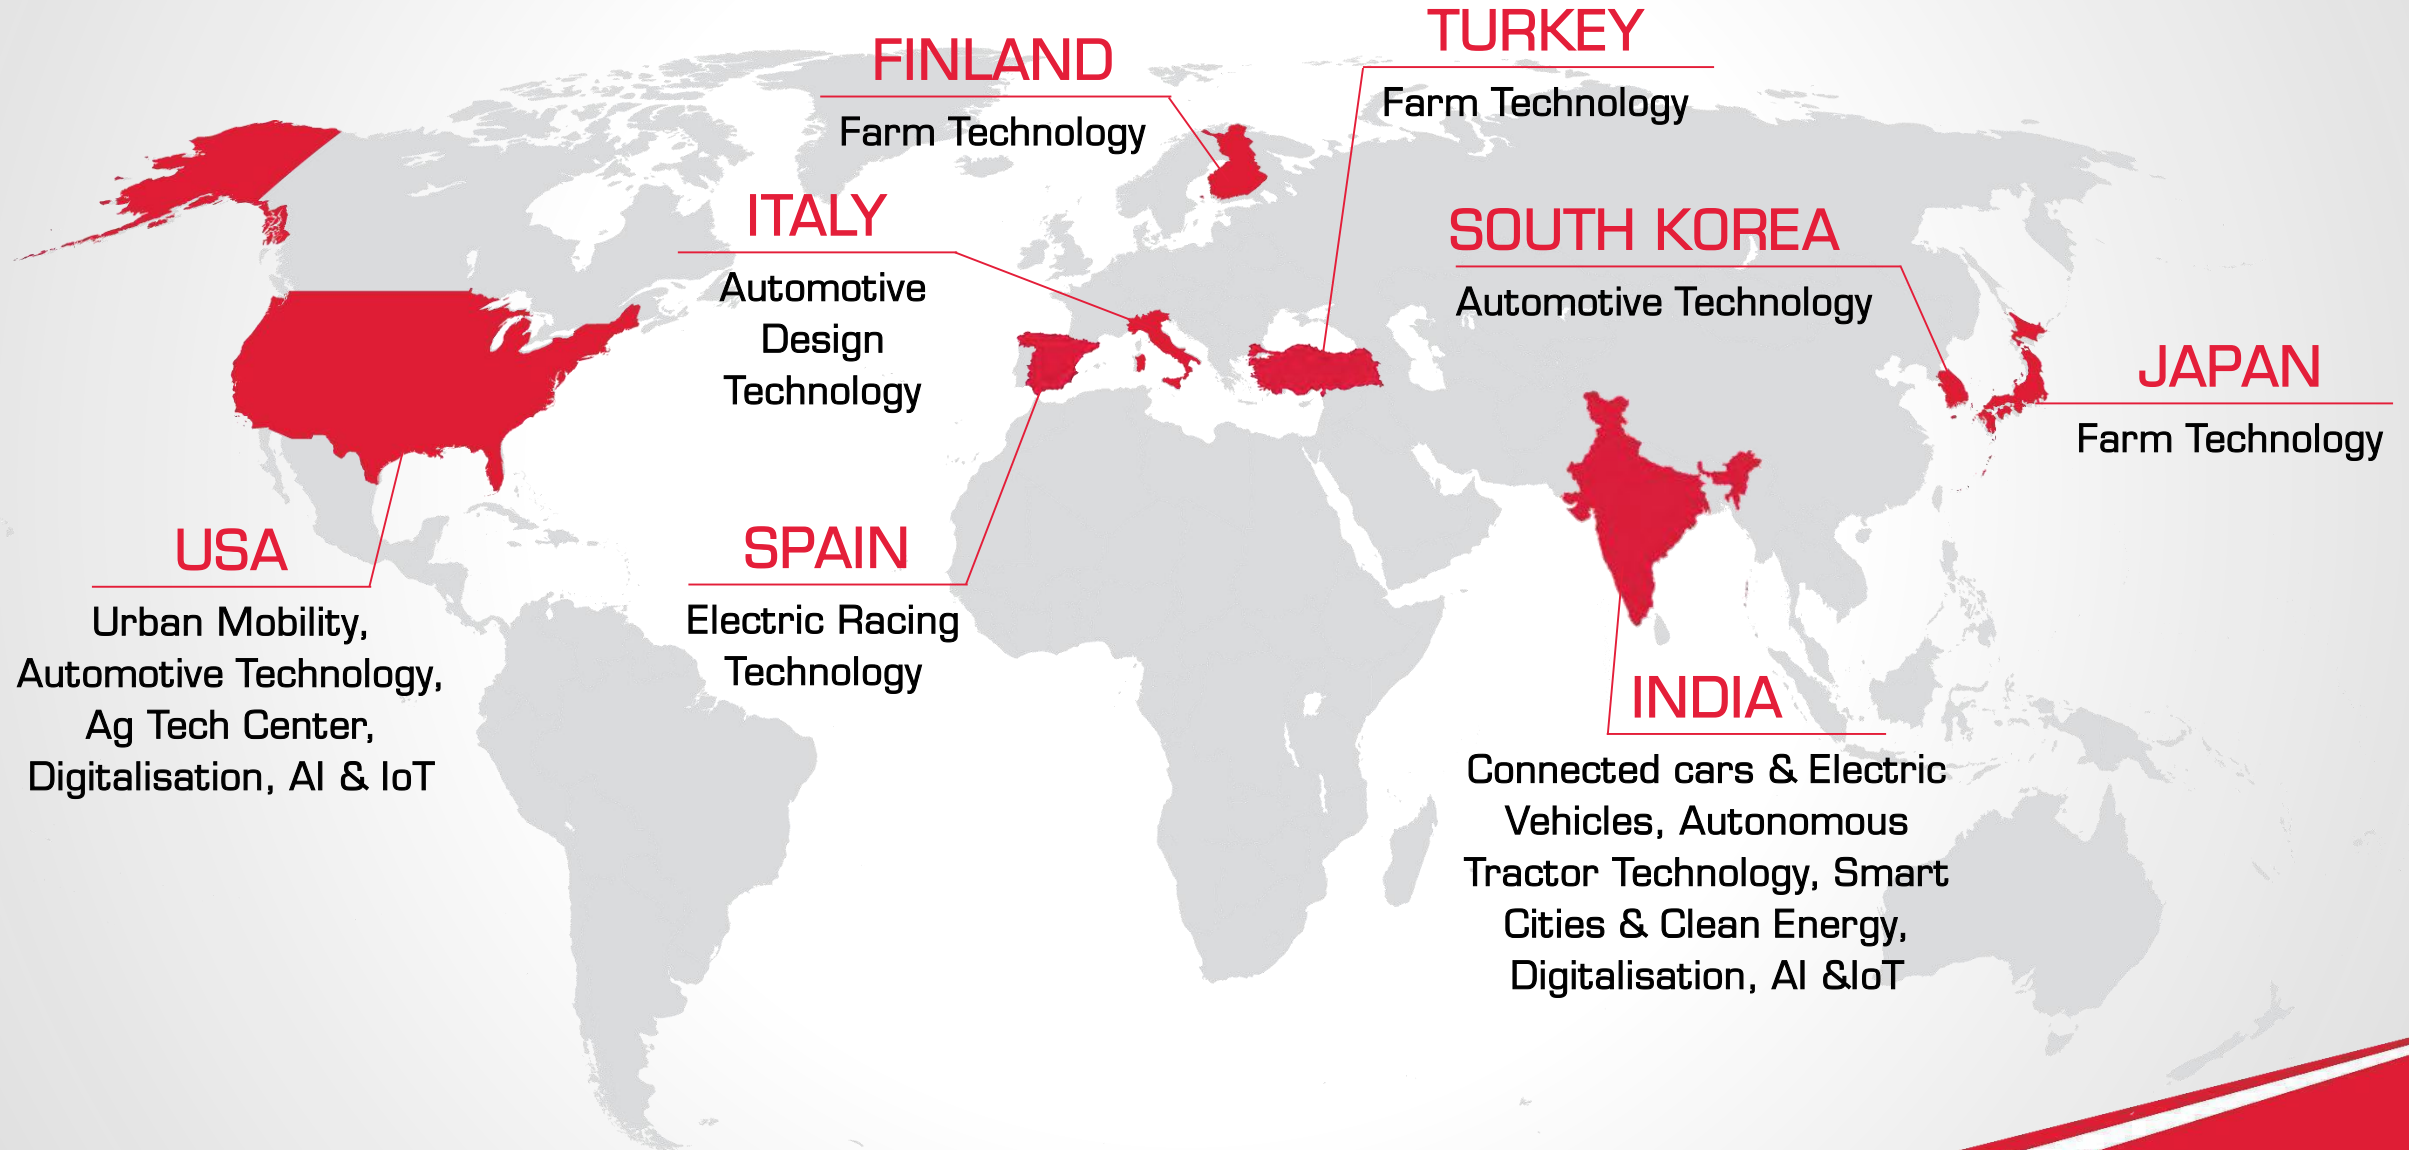 TURKEY
Farm Technology
FINLAND
Farm Technology
ITALY
Automotive
Design
Technology
SOUTH KOREA
Automotive Technology
JAPAN
Farm Technology
USA
Urban Mobility,
Automotive Technology,
Ag Tech Center,
Digitalisation, AI & IoT
SPAIN
Electric Racing
Technology
INDIA
Connected cars & Electric
Vehicles, Autonomous
Tractor Technology, Smart
Cities & Clean Energy,
Digitalisation, AI &IoT